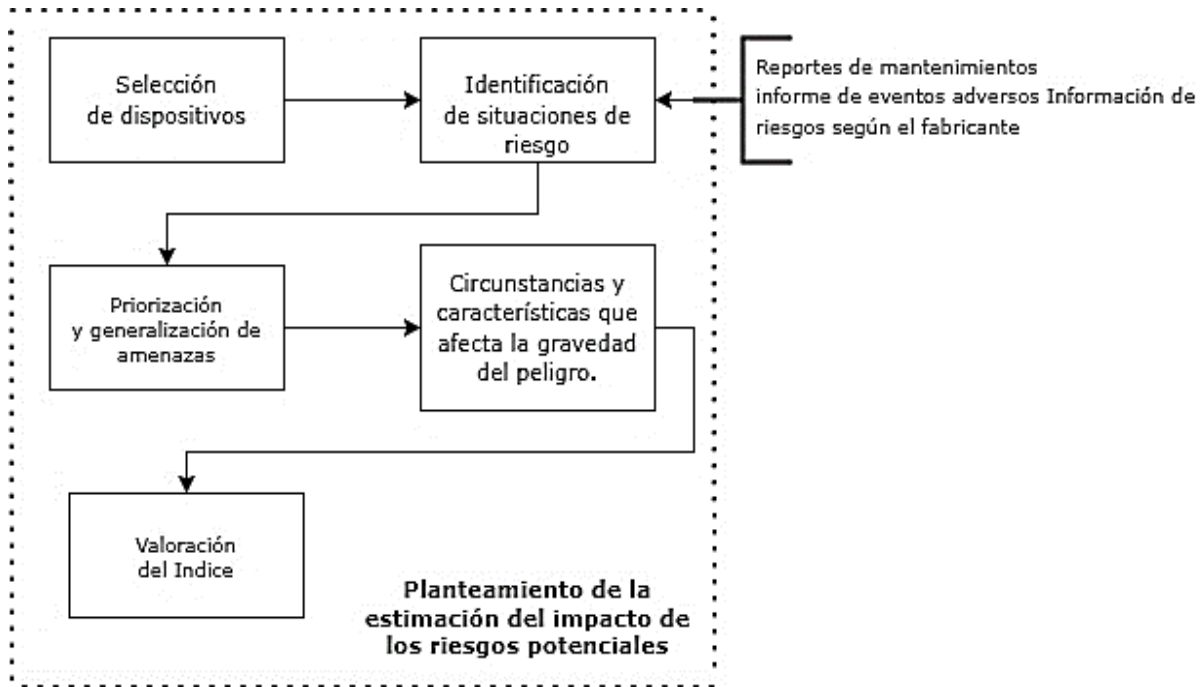 Selección
de dispositivos
Identificación
de situaciones de
riesgo
Reportes de mantenimientos
informe de eventos adversos Información de
riesgos según el fabricante
Priorización
y generalización de
amenazas
Circunstancias y
características que
afecta la gravedad
del peligro.
Valoración
del Indice
Planteamiento de la
estimación del impacto de
los riesgos potenciales